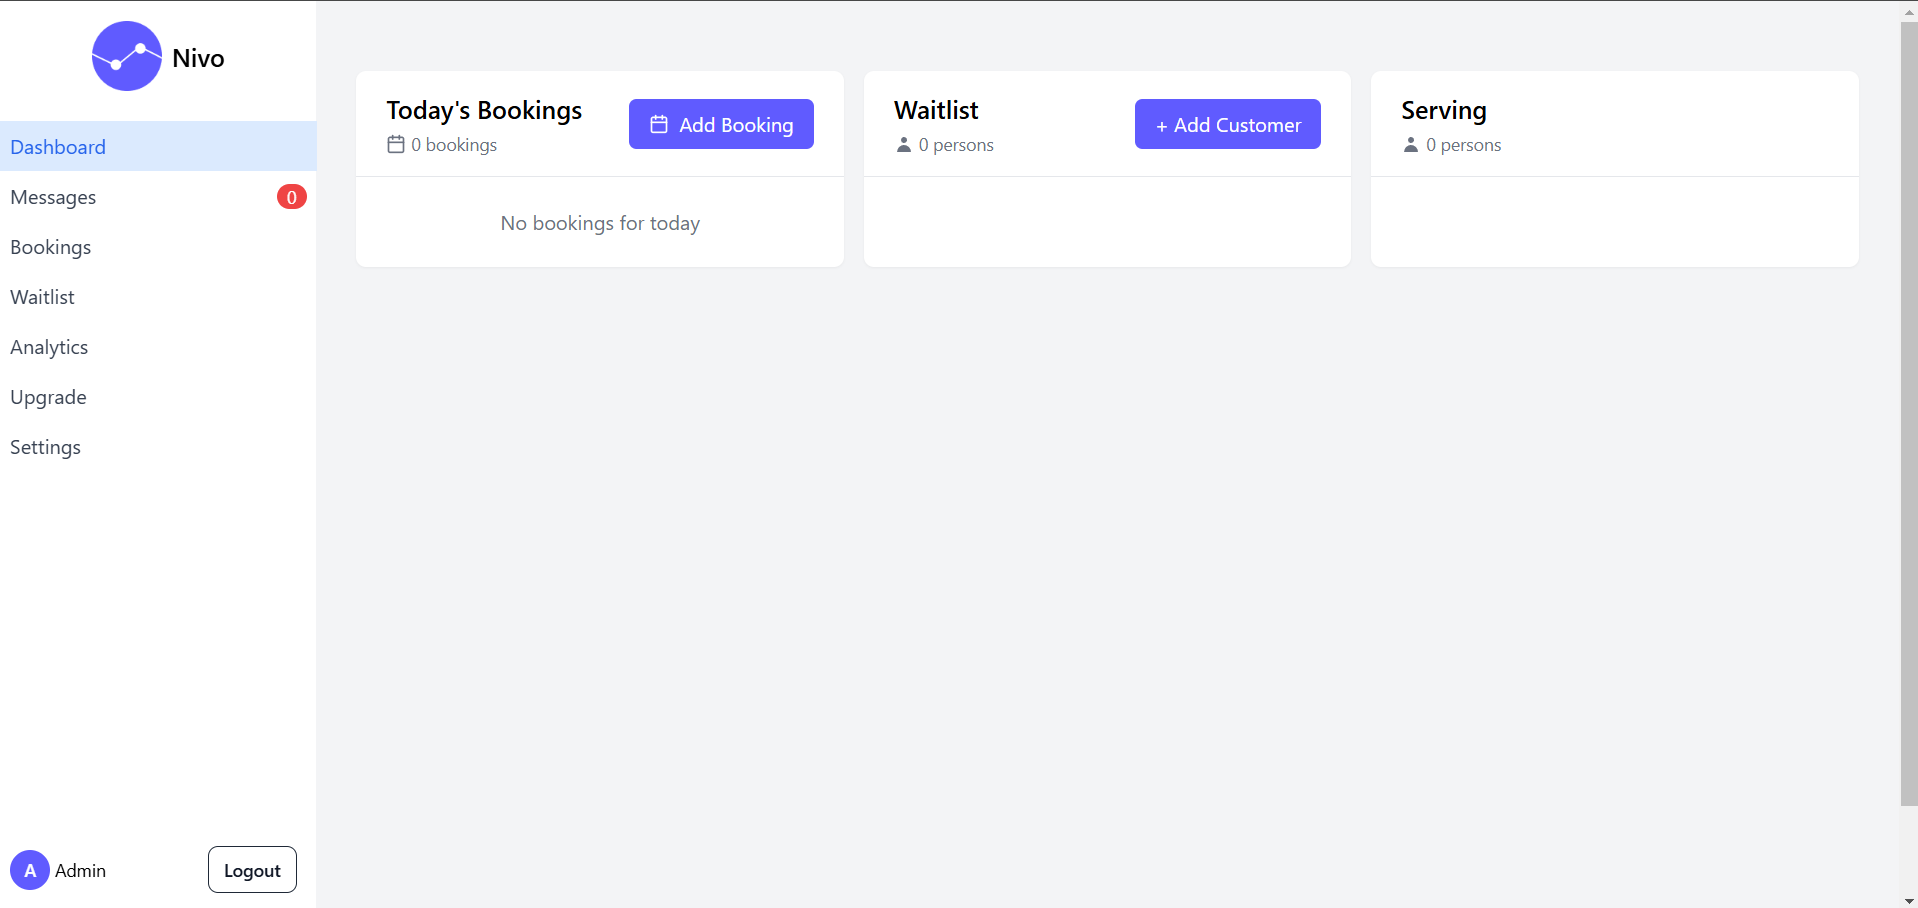 Nivo
Dashboard
Messages
0
Bookings
Waitlist
Analytics
Upgrade
Settings
A
Admin
Logout
Today's Bookings
0 bookings
Add Booking
No bookings for today
Waitlist
0 persons
+ Add Customer
Serving
0 persons